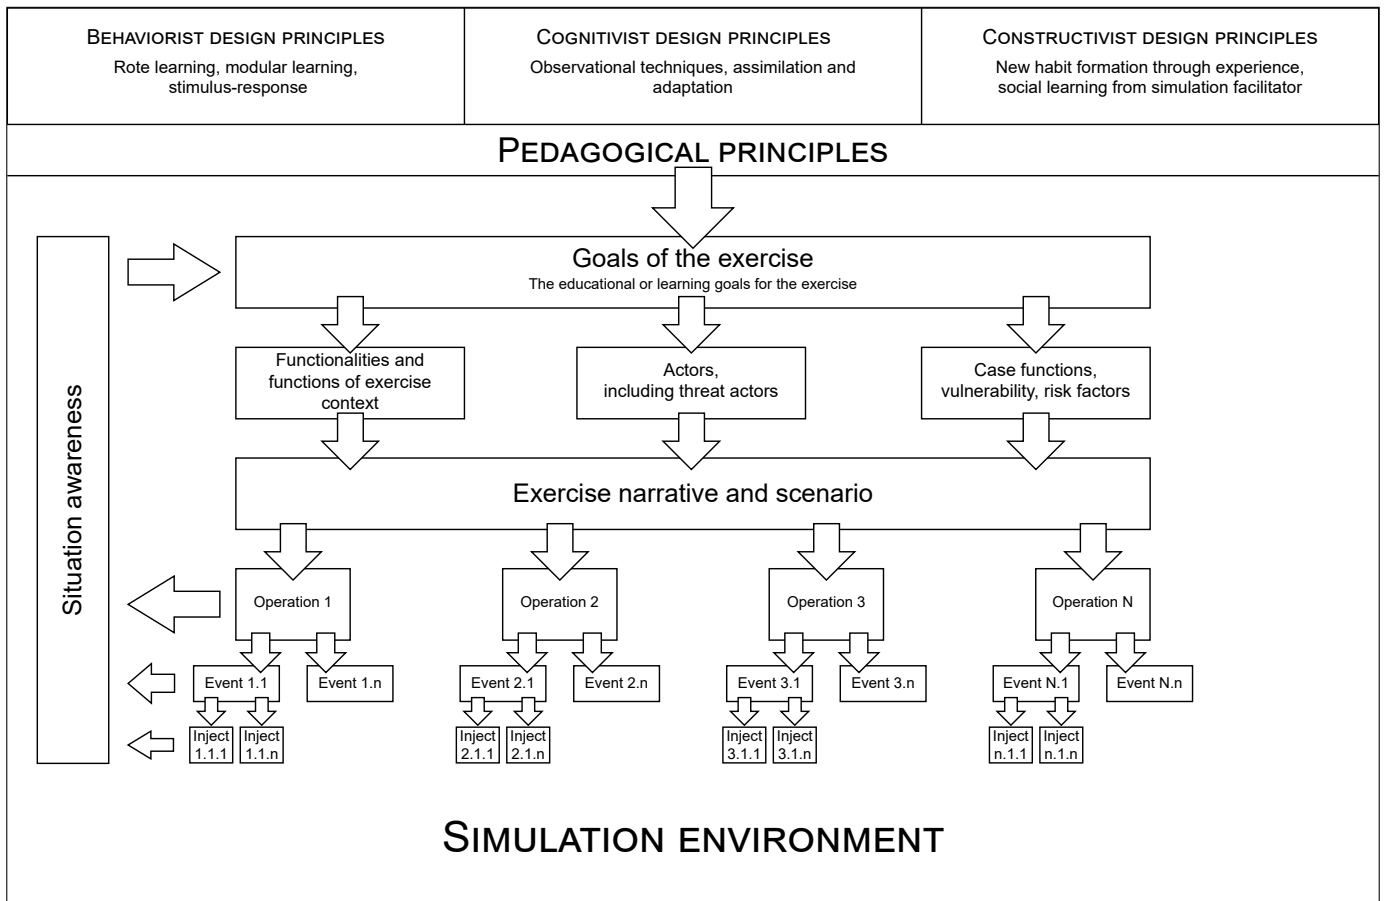 BEHAVIORIST DESIGN PRINCIPLES
Rote learning, modular learning,
stimulus-response
COGNITIVIST DESIGN PRINCIPLES
Observational techniques, assimilation and
adaptation
CONSTRUCTIVIST DESIGN PRINCIPLES
New habit formation through experience,
social learning from simulation facilitator
PEDAGOGICAL PRINCIPLES
Situation awareness
Goals of the exercise
The educational or learning goals for the exercise
Functionalities and
functions of exercise
context
Actors,
including threat actors
Case functions,
vulnerability, risk factors
Exercise narrative and scenario
Operation 1
Operation 2
Operation 3
Operation N
Event 1.1
Event 1.n
Event 2.1
Event 2.n
Event 3.1
Event 3.n
Event N.1
Event N.n
Inject
1.1.1
Inject
1.1.n
Inject
2.1.1
Inject
2.1.n
Inject
3.1.1
Inject
3.1.n
Inject
n.1.1
Inject
n.1.n
SIMULATION ENVIRONMENT